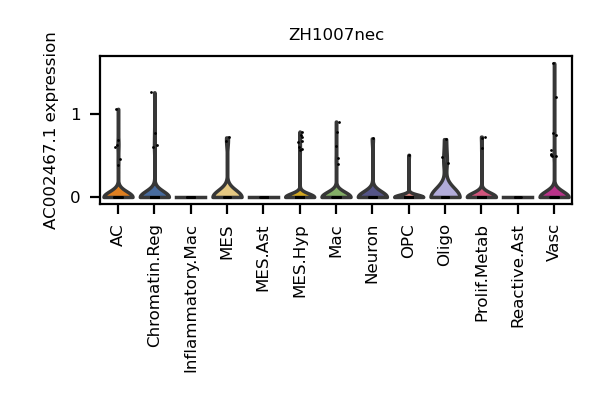 ZH1007nec
AC002467.1 expression
1
0
AC
Chromatin.Reg
Inflammatory.Mac
MES
MES.Ast
MES.Hyp
Mac
Neuron
OPC
Oligo
Prolif.Metab
Reactive.Ast
Vasc